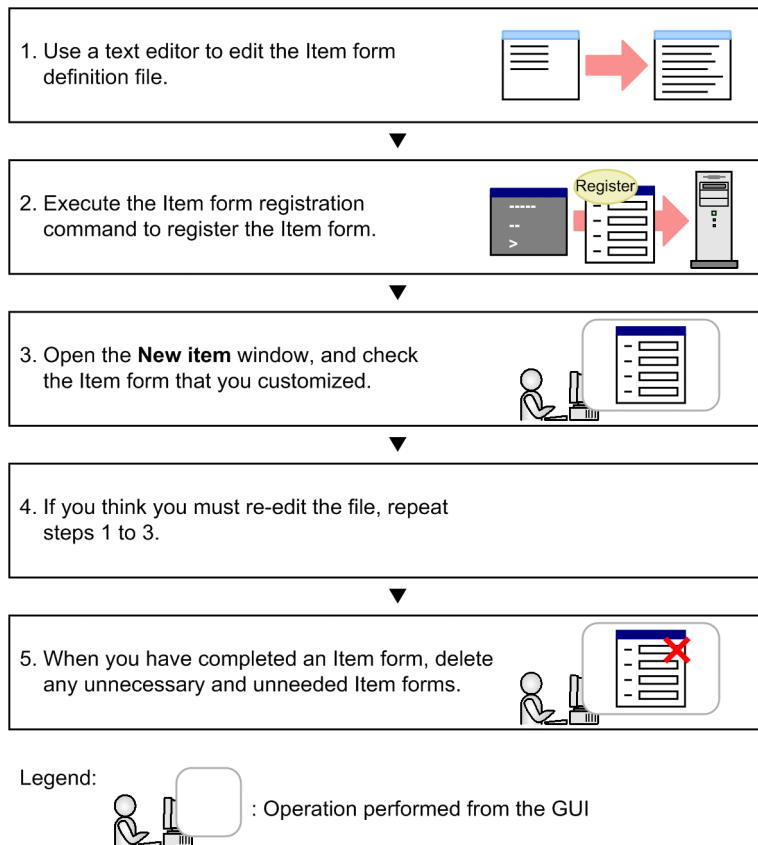 1. Use a text editor to edit the Item form
definition file.
▼
2. Execute the Item form registration
command to register the Item form.
Register
-----
--
>
▼
3. Open the New item window, and check
the Item form that you customized.
▼
4. If you think you must re-edit the file, repeat
steps 1 to 3.
▼
5. When you have completed an Item form, delete
any unnecessary and unneeded Item forms.
Legend:
: Operation performed from the GUI